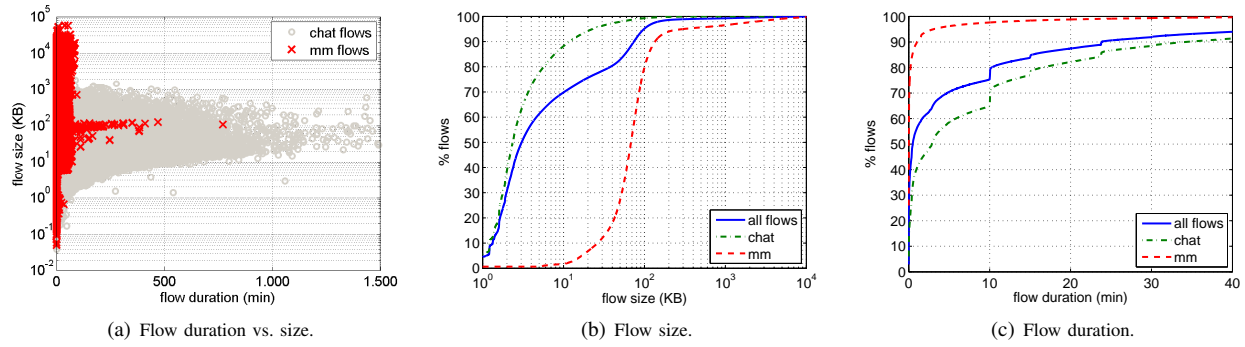 10^5
10^4
10^3
10^2
10^1
10^0
10^-1
10^-2
flow size (KB)
chat flows
mm flows
0
500
1.000
1.500
flow duration (min)
(a) Flow duration vs. size.
100
90
80
70
60
50
40
30
20
10
0
% flows
all flows
chat
mm
10^0
10^1
10^2
10^3
10^4
flow size (KB)
(b) Flow size.
100
90
80
70
60
50
40
30
20
10
0
% flows
all flows
chat
mm
0
10
20
30
40
flow duration (min)
(c) Flow duration.